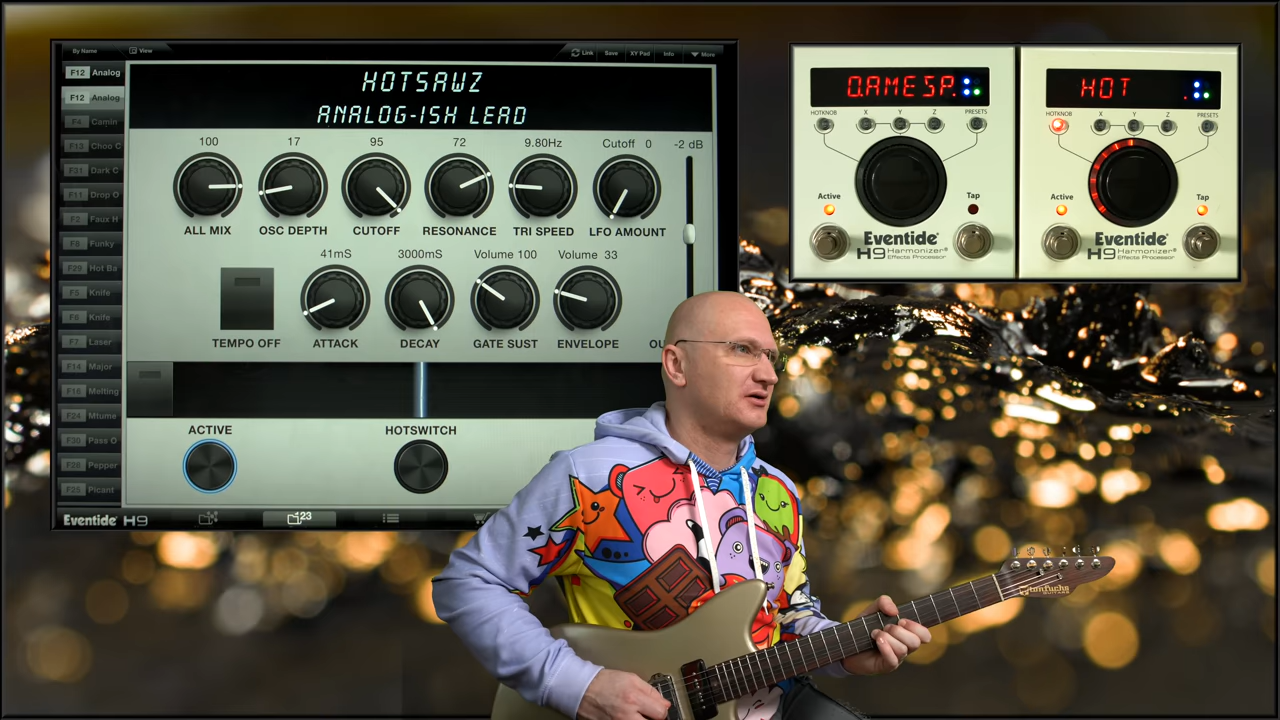 By Name View
Link Save XY Pad Info More
F12 Analog
F12 Analog
F4 Camin
F13 Choo C
F21 Dark C
F11 Drop O
F2 Faux H
F8 Funky
F29 Hot Ba
F5 Knife
F6 Knife
F7 Laser
F14 Major
F16 Melting
F24 Mtume
F30 Pass O
Pepper
F25 Picant
HOTSAWZ
ANALOG-ISH LEAD
100 17 95 72 9.80Hz Cutoff 0 -2 dB
ALL MIX OSC DEPTH CUTOFF RESONANCE TRI SPEED LFO AMOUNT
41mS 3000mS Volume 100 Volume 33
TEMPO OFF ATTACK DECAY GATE SUST ENVELOPE OU
ACTIVE HOTSWITCH
Eventide H9 23
QAMESP.
HOTKNOB X Y Z PRESETS
Active Tap
Eventide®
H9 Harmonizer®
Effects Processor
HOT .
HOTKNOB X Y Z PRESETS
Active Tap
Eventide®
H9 Harmonizer®
Effects Processor